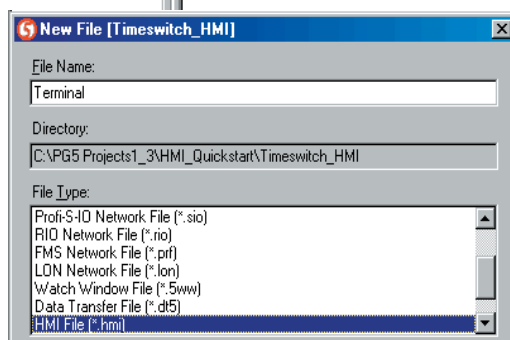 New File [Timeswitch_HMI]
File Name:
Terminal
Directory:
C:\PG5 Projects1_3\HMI_Quickstart\Timeswitch_HMI
File Type:
Profi-S-IO Network File (*.sio)
RIO Network File (*.rio)
FMS Network File (*.prf)
LON Network File (*.lon)
Watch Window File (*.5ww)
Data Transfer File (*.dt5)
HMI File (*.hmi)